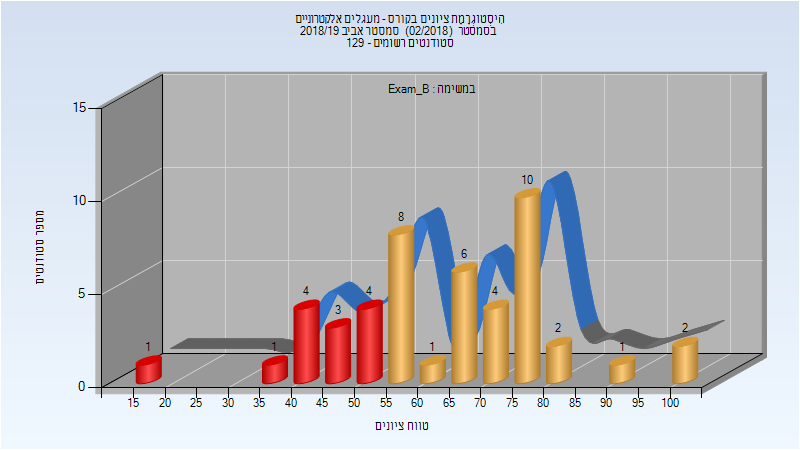 היסטוגרמת ציונים בקורס - מעגלים אלקטרוניים
בסמסטר (02/2018) סמסטר אביב 2018/19
סטודנטים רשומים - 129
במשימה : Exam_B
מספר סטודנטים
15
10
5
0
1
1
4
3
4
8
1
6
4
10
2
1
2
15 20 25 30 35 40 45 50 55 60 65 70 75 80 85 90 95 100
טווח ציונים